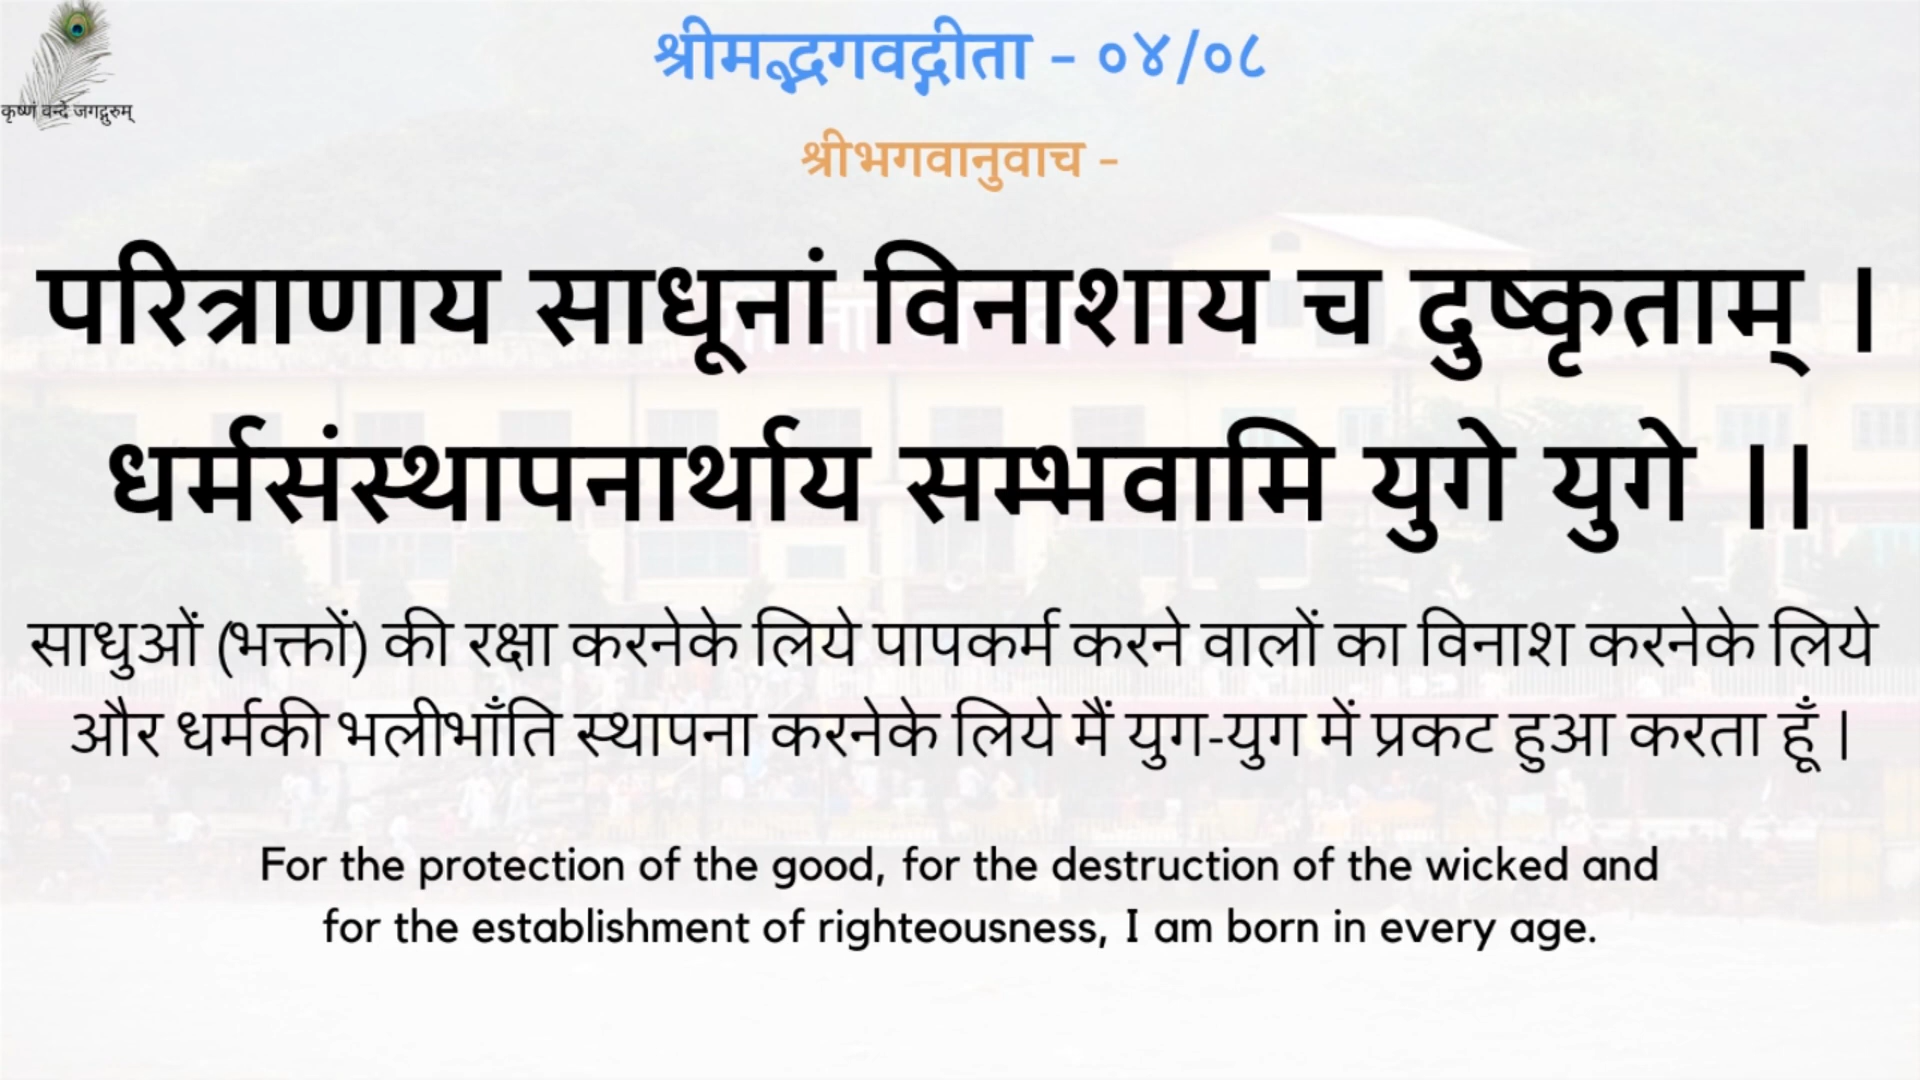 श्रीमद्भगवद्गीता - ०४/०८
कृष्णं वन्दे जगद्गुरुम्
श्रीभगवानुवाच -
परित्राणाय साधूनां विनाशाय च दुष्कृताम् ।
धर्मसंस्थापनार्थाय सम्भवामि युगे युगे ।।
साधुओं (भक्तों) की रक्षा करनेके लिये पापकर्म करने वालों का विनाश करनेके लिये
और धर्मकी भलीभाँति स्थापना करनेके लिये मैं युग-युग में प्रकट हुआ करता हूँ ।
For the protection of the good, for the destruction of the wicked and
for the establishment of righteousness, I am born in every age.